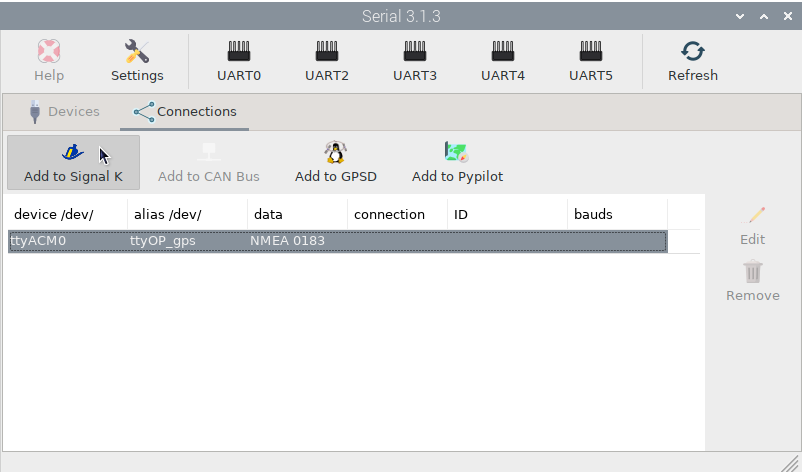 Serial 3.1.3
Help Settings UART0 UART2 UART3 UART4 UART5 Refresh
Devices Connections
Add to Signal K Add to CAN Bus Add to GPSD Add to Pypilot
device /dev/ alias /dev/ data connection ID bauds
ttyACM0 ttyOP_gps NMEA 0183
Edit
Remove